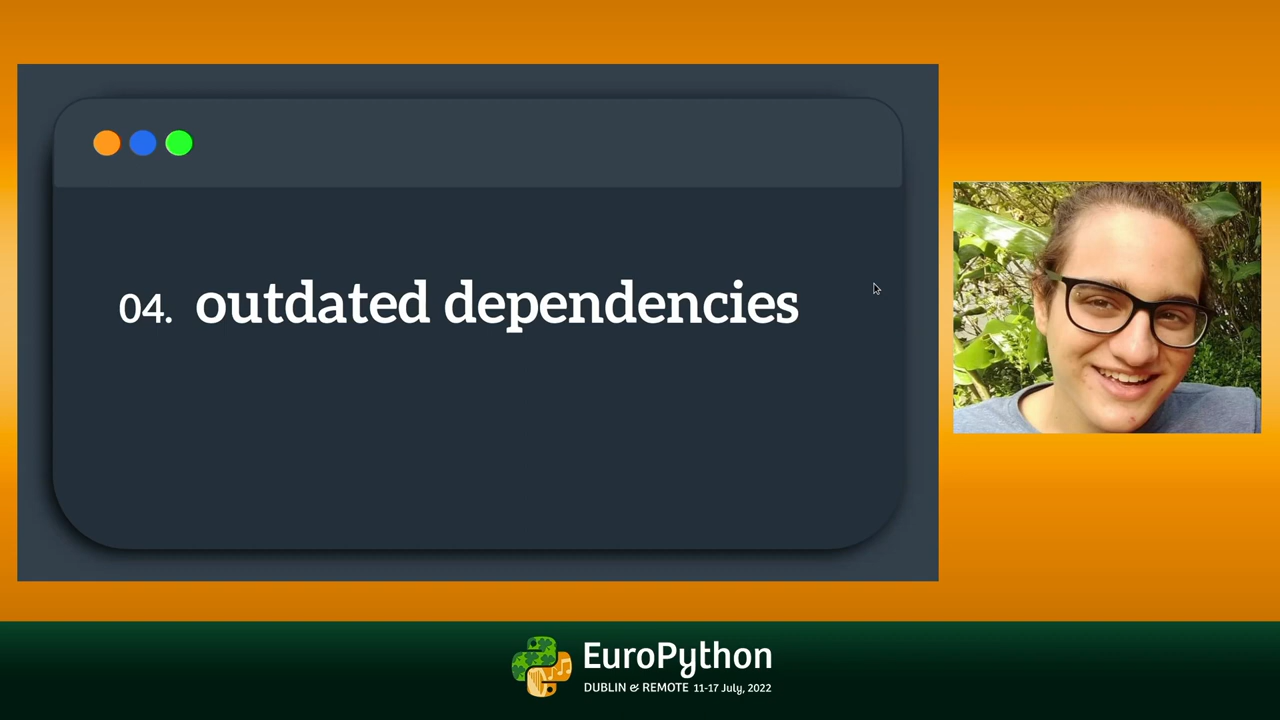 04. outdated dependencies
EuroPython
DUBLIN & REMOTE 11-17 July, 2022